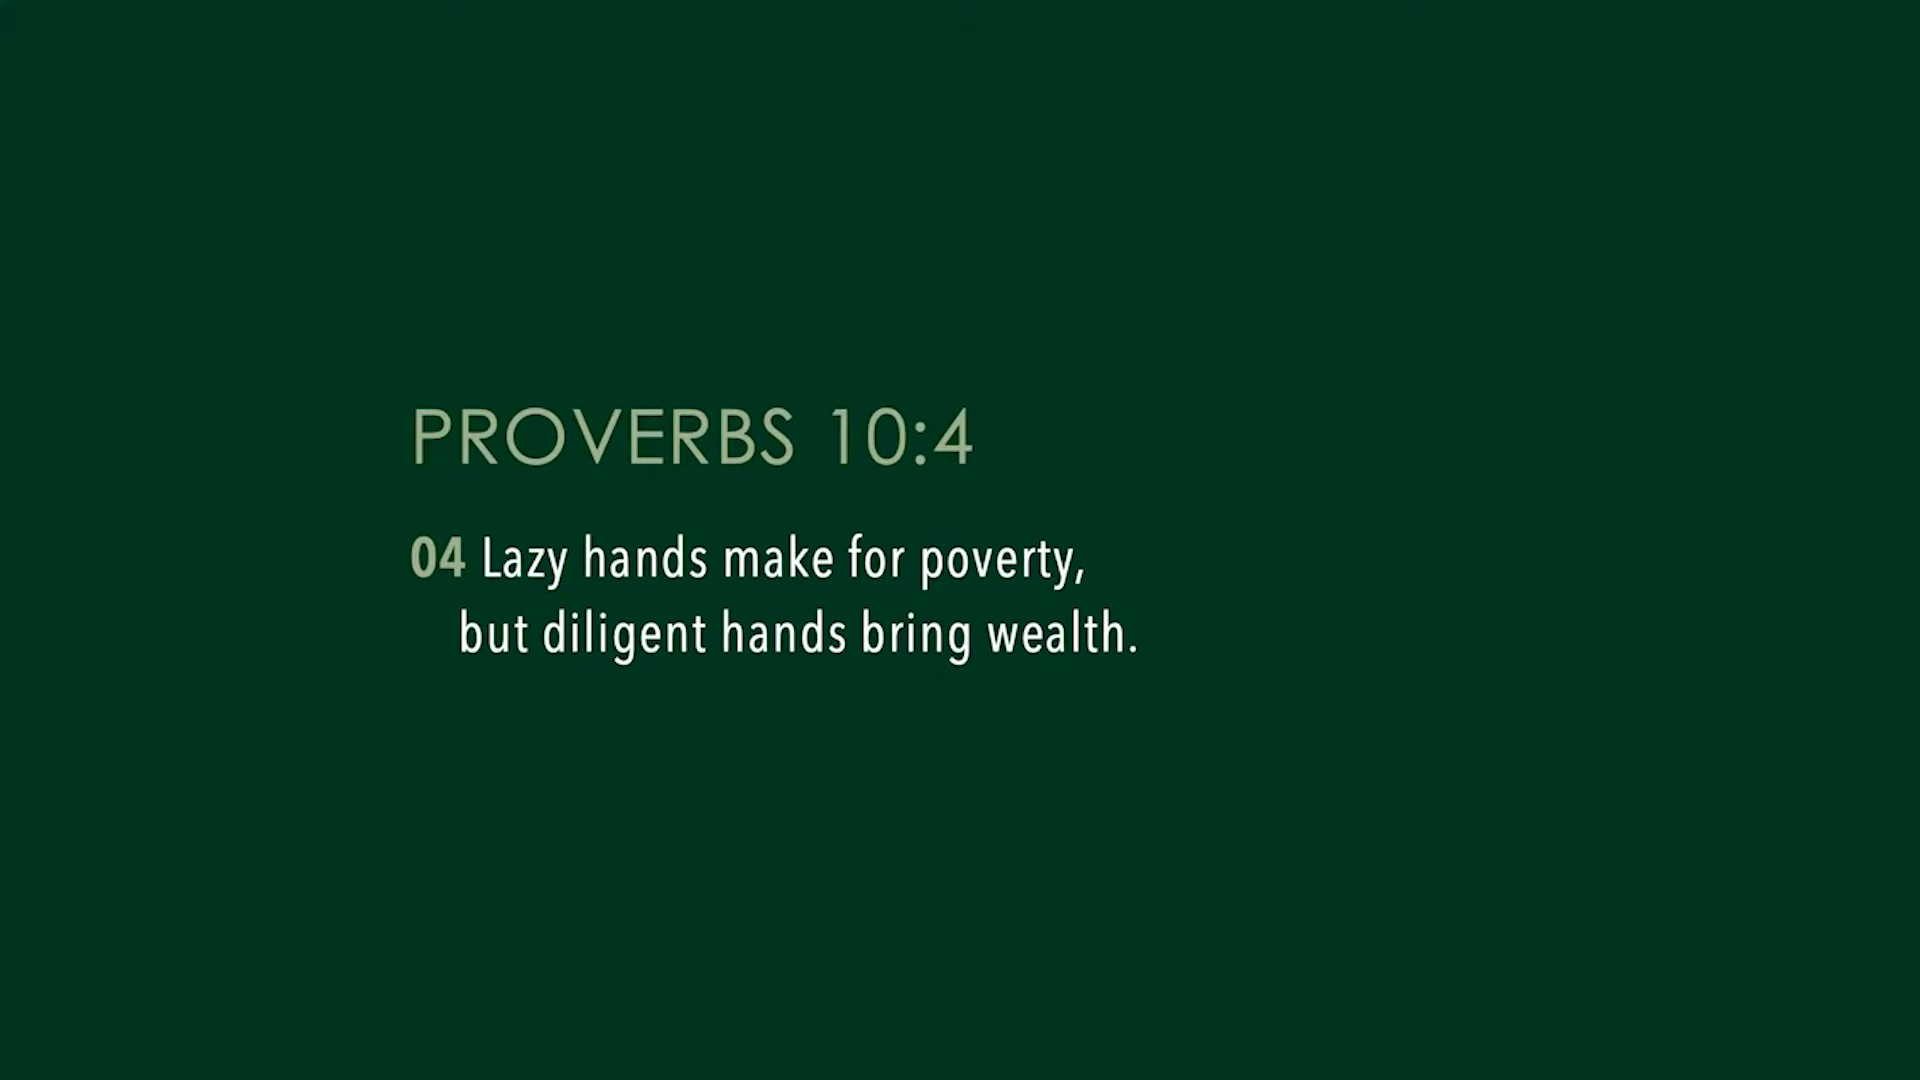 PROVERBS 10:4
04 Lazy hands make for poverty,
but diligent hands bring wealth.